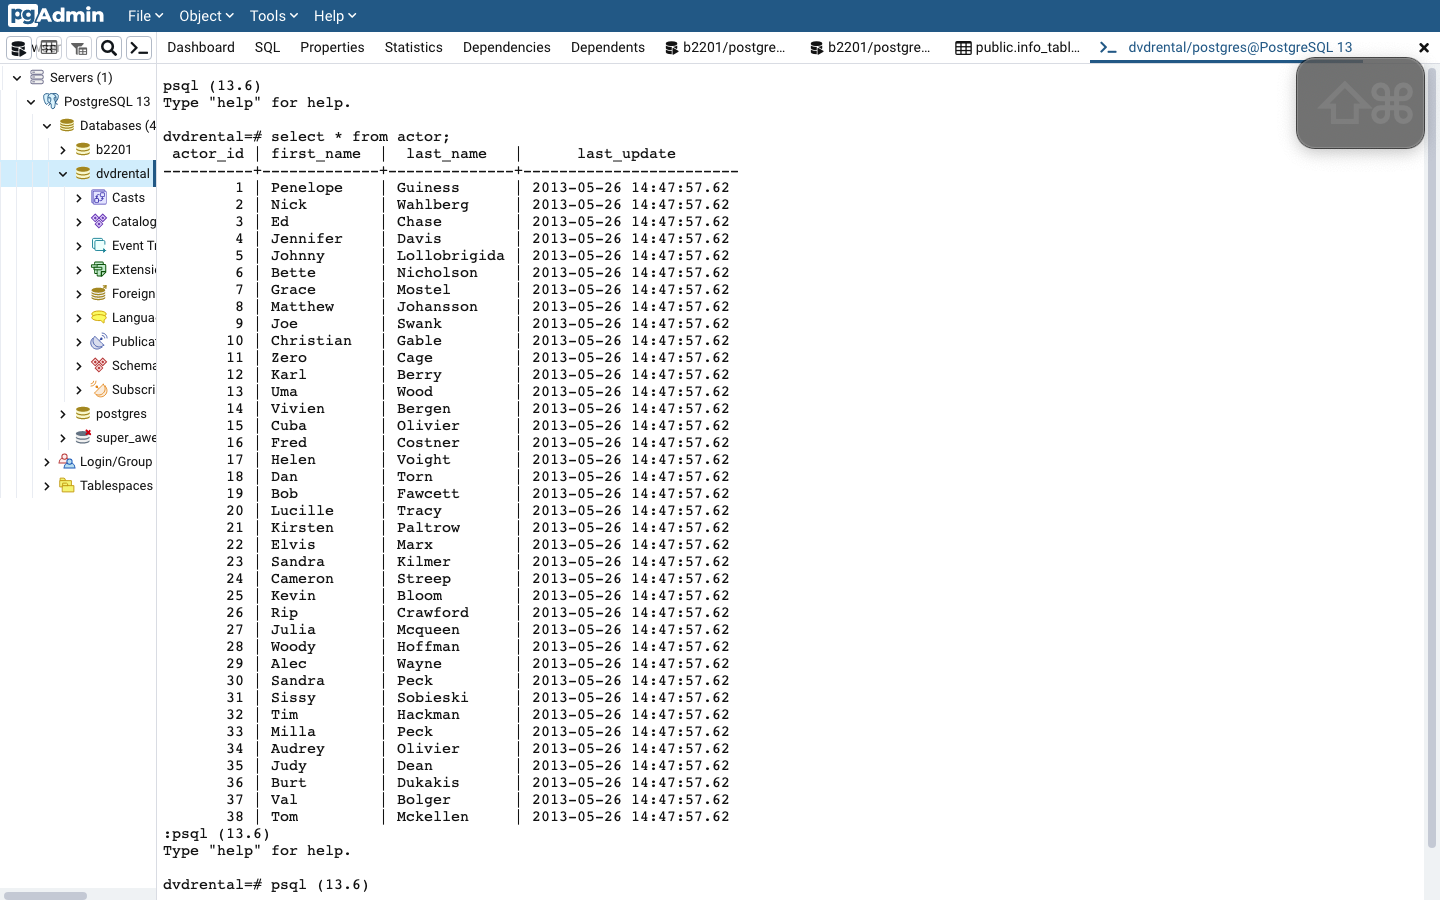 pgAdmin File Object Tools Help
Dashboard SQL Properties Statistics Dependencies Dependents b2201/postgre... b2201/postgre... public.info_tabl... dvdrental/postgres@PostgreSQL 13
Servers (1)
PostgreSQL 13
Databases (4
b2201
dvdrental
Casts
Catalog
Event Tr
Extensi
Foreign
Langua
Publica
Schema
Subscri
postgres
super_awe
Login/Group
Tablespaces
psql (13.6)
Type "help" for help.
dvdrental=# select * from actor;
actor_id | first_name | last_name | last_update
----------+-------------+--------------+------------------------
1 | Penelope | Guiness | 2013-05-26 14:47:57.62
2 | Nick | Wahlberg | 2013-05-26 14:47:57.62
3 | Ed | Chase | 2013-05-26 14:47:57.62
4 | Jennifer | Davis | 2013-05-26 14:47:57.62
5 | Johnny | Lollobrigida | 2013-05-26 14:47:57.62
6 | Bette | Nicholson | 2013-05-26 14:47:57.62
7 | Grace | Mostel | 2013-05-26 14:47:57.62
8 | Matthew | Johansson | 2013-05-26 14:47:57.62
9 | Joe | Swank | 2013-05-26 14:47:57.62
10 | Christian | Gable | 2013-05-26 14:47:57.62
11 | Zero | Cage | 2013-05-26 14:47:57.62
12 | Karl | Berry | 2013-05-26 14:47:57.62
13 | Uma | Wood | 2013-05-26 14:47:57.62
14 | Vivien | Bergen | 2013-05-26 14:47:57.62
15 | Cuba | Olivier | 2013-05-26 14:47:57.62
16 | Fred | Costner | 2013-05-26 14:47:57.62
17 | Helen | Voight | 2013-05-26 14:47:57.62
18 | Dan | Torn | 2013-05-26 14:47:57.62
19 | Bob | Fawcett | 2013-05-26 14:47:57.62
20 | Lucille | Tracy | 2013-05-26 14:47:57.62
21 | Kirsten | Paltrow | 2013-05-26 14:47:57.62
22 | Elvis | Marx | 2013-05-26 14:47:57.62
23 | Sandra | Kilmer | 2013-05-26 14:47:57.62
24 | Cameron | Streep | 2013-05-26 14:47:57.62
25 | Kevin | Bloom | 2013-05-26 14:47:57.62
26 | Rip | Crawford | 2013-05-26 14:47:57.62
27 | Julia | Mcqueen | 2013-05-26 14:47:57.62
28 | Woody | Hoffman | 2013-05-26 14:47:57.62
29 | Alec | Wayne | 2013-05-26 14:47:57.62
30 | Sandra | Peck | 2013-05-26 14:47:57.62
31 | Sissy | Sobieski | 2013-05-26 14:47:57.62
32 | Tim | Hackman | 2013-05-26 14:47:57.62
33 | Milla | Peck | 2013-05-26 14:47:57.62
34 | Audrey | Olivier | 2013-05-26 14:47:57.62
35 | Judy | Dean | 2013-05-26 14:47:57.62
36 | Burt | Dukakis | 2013-05-26 14:47:57.62
37 | Val | Bolger | 2013-05-26 14:47:57.62
38 | Tom | Mckellen | 2013-05-26 14:47:57.62
:psql (13.6)
Type "help" for help.
dvdrental=# psql (13.6)